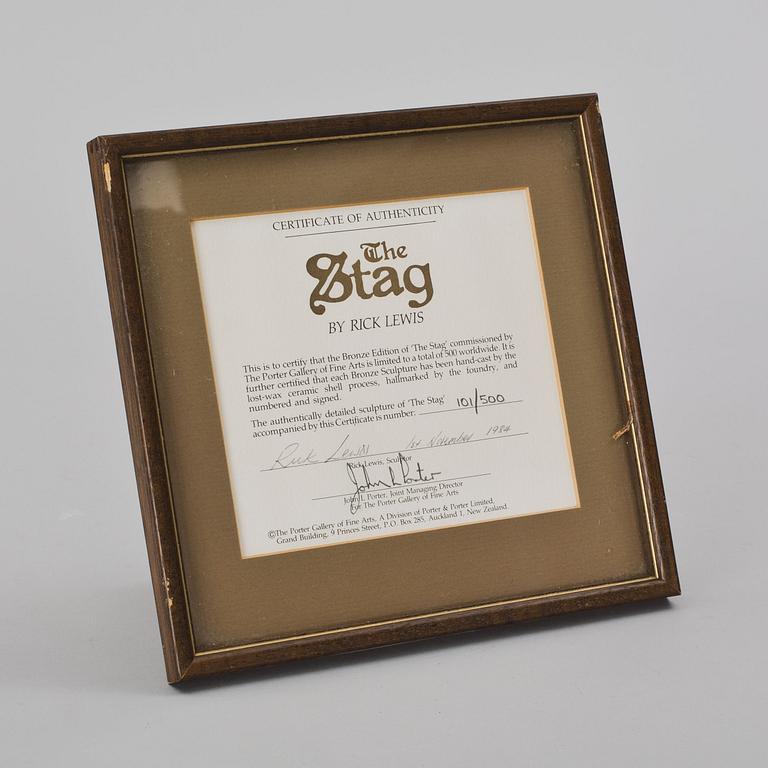 CERTIFICATE OF AUTHENTICITY
The
Stag
BY RICK LEWIS
This is to certify that the Bronze Edition of 'The Stag' commissioned by
The Porter Gallery of Fine Arts is limited to a total of 500 worldwide. It is
further certified that each Bronze Sculpture has been hand-cast by the
lost-wax ceramic shell process, hallmarked by the foundry, and
numbered and signed.
The authentically detailed sculpture of 'The Stag' 101/500
accompanied by this Certificate is number:
Rick Lewis 1st November 1984
Rick Lewis, Sculptor
John L Porter
John L Porter, Joint Managing Director
For The Porter Gallery of Fine Arts
©The Porter Gallery of Fine Arts, A Division of Porter & Porter Limited,
Grand Building, 9 Princes Street, P.O. Box 285, Auckland 1, New Zealand.